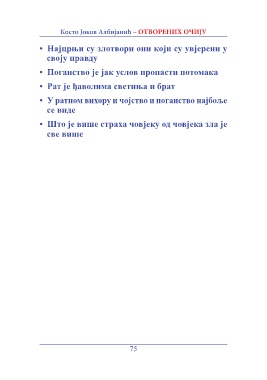 Косто Јоков Албијанић – ОТВОРЕНИХ ОЧИЈУ
• Најцрњи су злотвори они који су увјерени у
своју правду
• Поганство је јак услов пропасти потомака
• Рат је ђаволима светиња и брат
• У ратном вихору и чојство и поганство најбоље
се виде
• Што је више страха човјеку од човјека зла је
све више
75